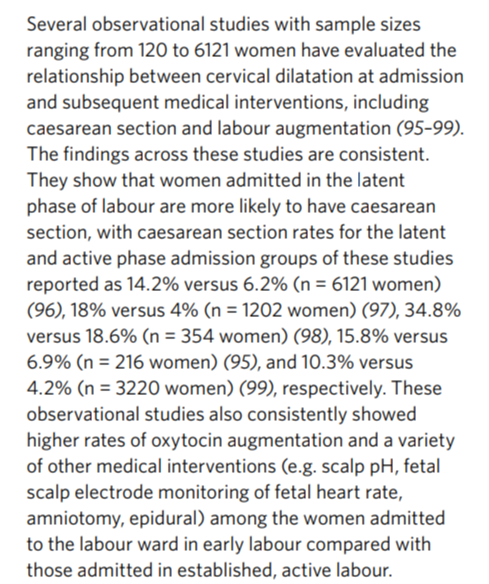 Several observational studies with sample sizes
ranging from 120 to 6121 women have evaluated the
relationship between cervical dilatation at admission
and subsequent medical interventions, including
caesarean section and labour augmentation (95–99).
The findings across these studies are consistent.
They show that women admitted in the latent
phase of labour are more likely to have caesarean
section, with caesarean section rates for the latent
and active phase admission groups of these studies
reported as 14.2% versus 6.2% (n = 6121 women)
(96), 18% versus 4% (n = 1202 women) (97), 34.8%
versus 18.6% (n = 354 women) (98), 15.8% versus
6.9% (n = 216 women) (95), and 10.3% versus
4.2% (n = 3220 women) (99), respectively. These
observational studies also consistently showed
higher rates of oxytocin augmentation and a variety
of other medical interventions (e.g. scalp pH, fetal
scalp electrode monitoring of fetal heart rate,
amniotomy, epidural) among the women admitted
to the labour ward in early labour compared with
those admitted in established, active labour.